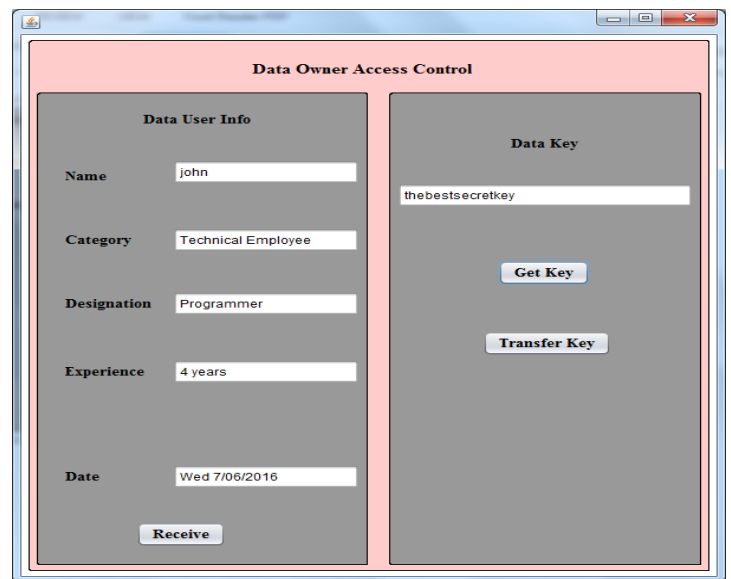 Data Owner Access Control
Data User Info
Name john
Category Technical Employee
Designation Programmer
Experience 4 years
Date Wed 7/06/2016
Receive
Data Key
thebestsecretkey
Get Key
Transfer Key